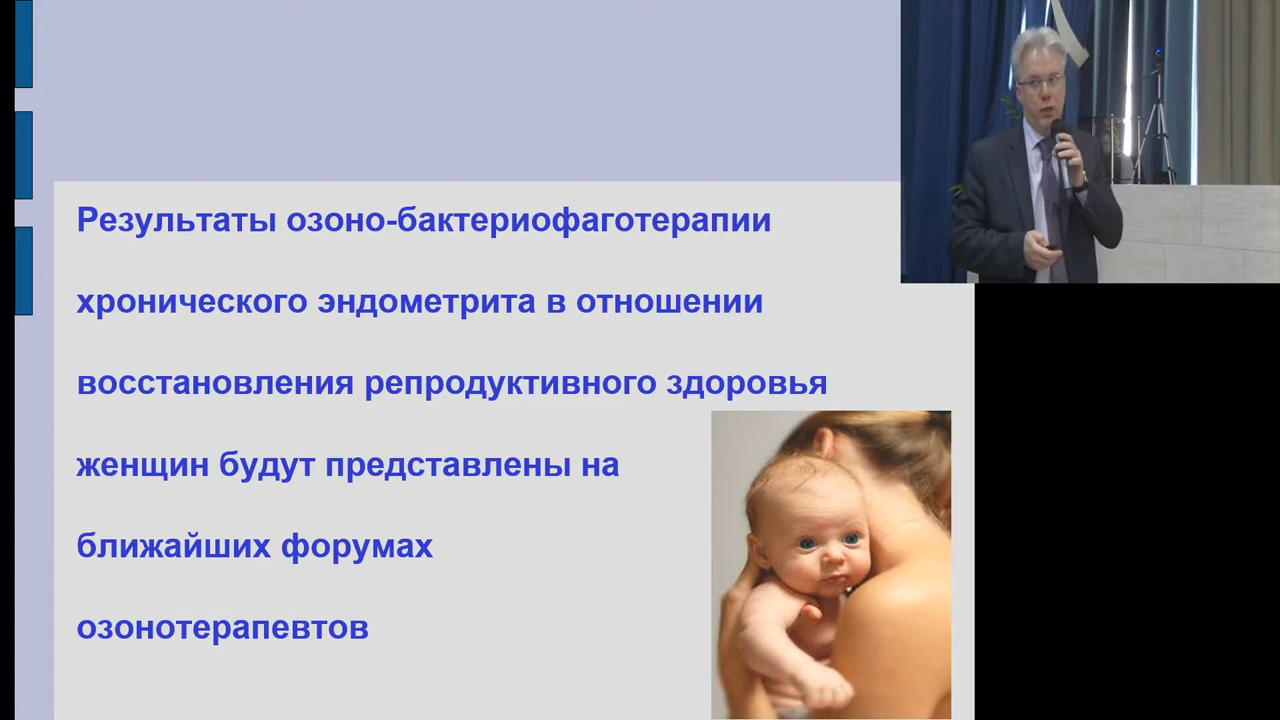 Результаты озоно-бактериофаготерапии
хронического эндометрита в отношении
восстановления репродуктивного здоровья
женщин будут представлены на
ближайших форумах
озонотерапевтов